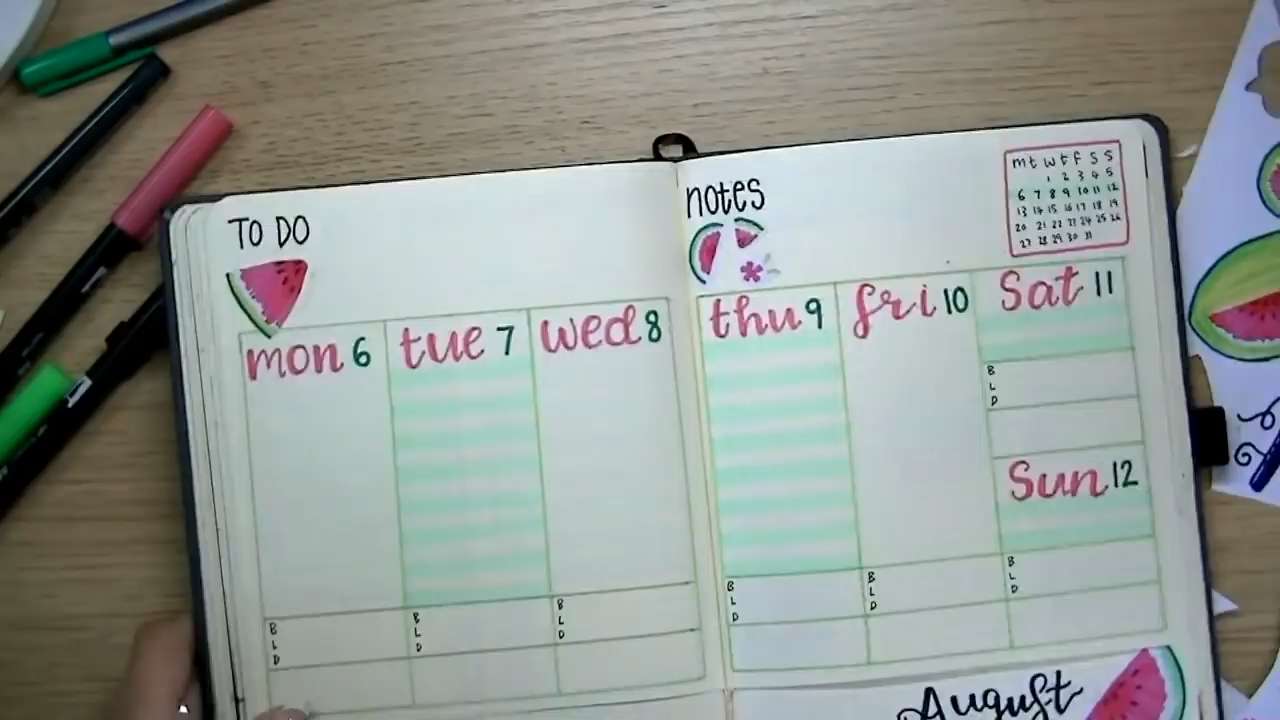 TO DO
notes
m t w t f s s
1 2 3 4 5
6 7 8 9 10 11 12
13 14 15 16 17 18 19
20 21 22 23 24 25 26
27 28 29 30 31
mon 6
tue 7
wed 8
thu 9
fri 10
sat 11
B
L
D
sun 12
B
L
D
B
L
D
B
L
D
B
L
D
B
L
D
B
L
D
August